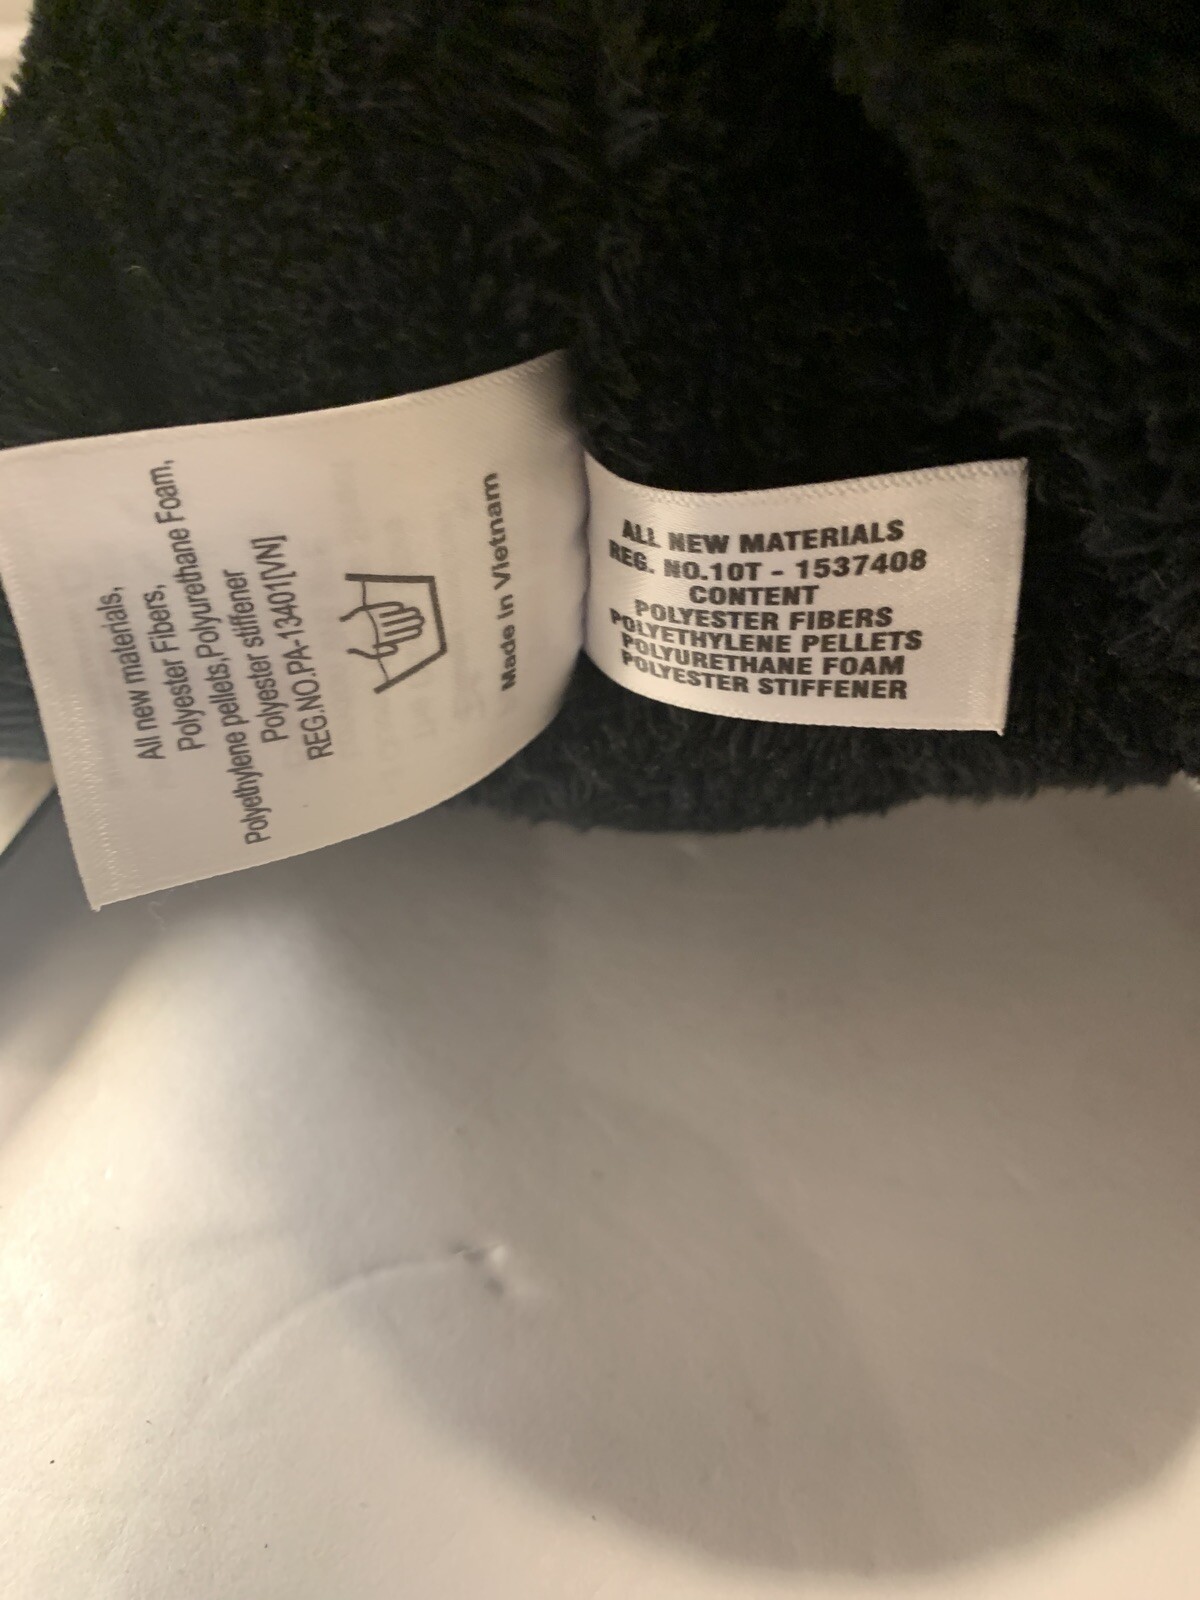 All new materials,
Polyester Fibers,
Polyethylene pellets,Polyurethane Foam,
Polyester stiffener
REG.NO.PA-13401[VN]
Made in Vietnam
ALL NEW MATERIALS
REG. NO.10T - 1537408
CONTENT
POLYESTER FIBERS
POLYETHYLENE PELLETS
POLYURETHANE FOAM
POLYESTER STIFFENER